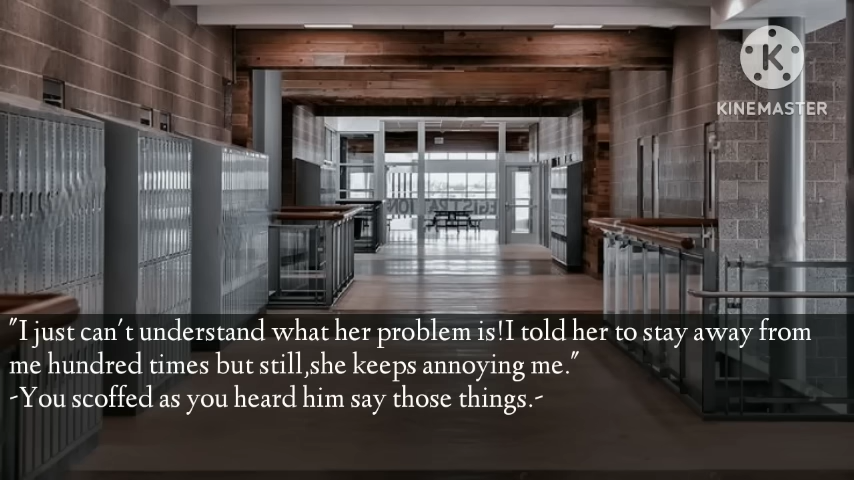 KINEMASTER
"I just can't understand what her problem is!I told her to stay away from
me hundred times but still,she keeps annoying me."
-You scoffed as you heard him say those things.-